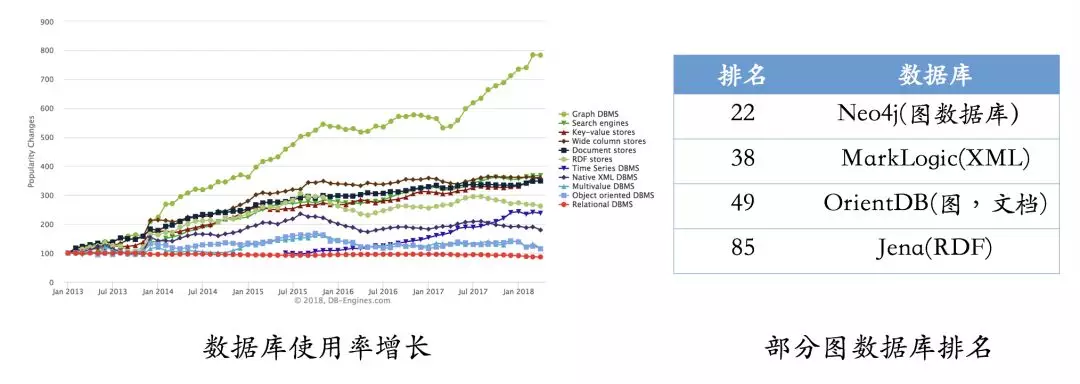 900
800
700
600
500
400
300
200
100
0
Popularity Changes
Jan 2013 Jul 2013 Jan 2014 Jul 2014 Jan 2015 Jul 2015 Jan 2016 Jul 2016 Jan 2017 Jul 2017 Jan 2018
© 2018, DB-Engines.com
Graph DBMS
Search engines
Key-value stores
Wide column stores
Document stores
RDF stores
Time Series DBMS
Native XML DBMS
Multivalue DBMS
Object oriented DBMS
Relational DBMS
数据库使用率增长
排名 数据库
22 Neo4j(图数据库)
38 MarkLogic(XML)
49 OrientDB(图，文档)
85 Jena(RDF)
部分图数据库排名